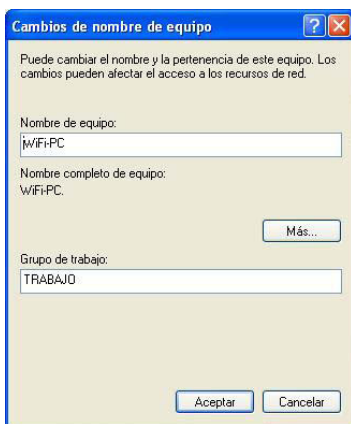 Cambios de nombre de equipo
Puede cambiar el nombre y la pertenencia de este equipo. Los
cambios pueden afectar el acceso a los recursos de red.
Nombre de equipo:
WiFi-PC
Nombre completo de equipo:
WiFi-PC.
Más...
Grupo de trabajo:
TRABAJO
Aceptar
Cancelar